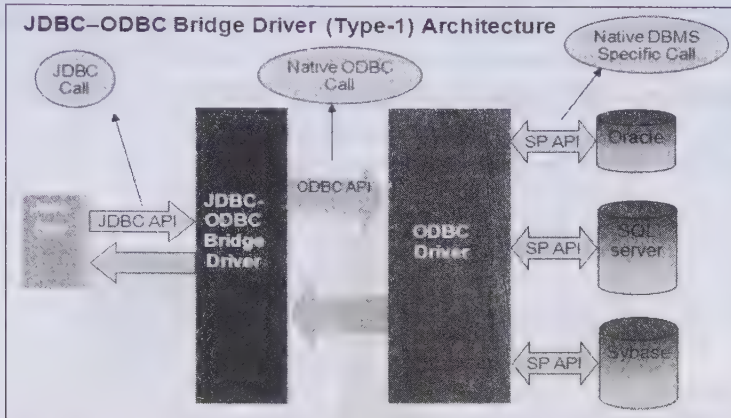 JDBC–ODBC Bridge Driver (Type-1) Architecture
JDBC
Call
Native ODBC
Call
Native DBMS
Specific Call
JDBC API
JDBC-
ODBC
Bridge
Driver
ODBC API
ODBC
Driver
SP API
Oracle
SP API
SQL
server
SP API
Sybase